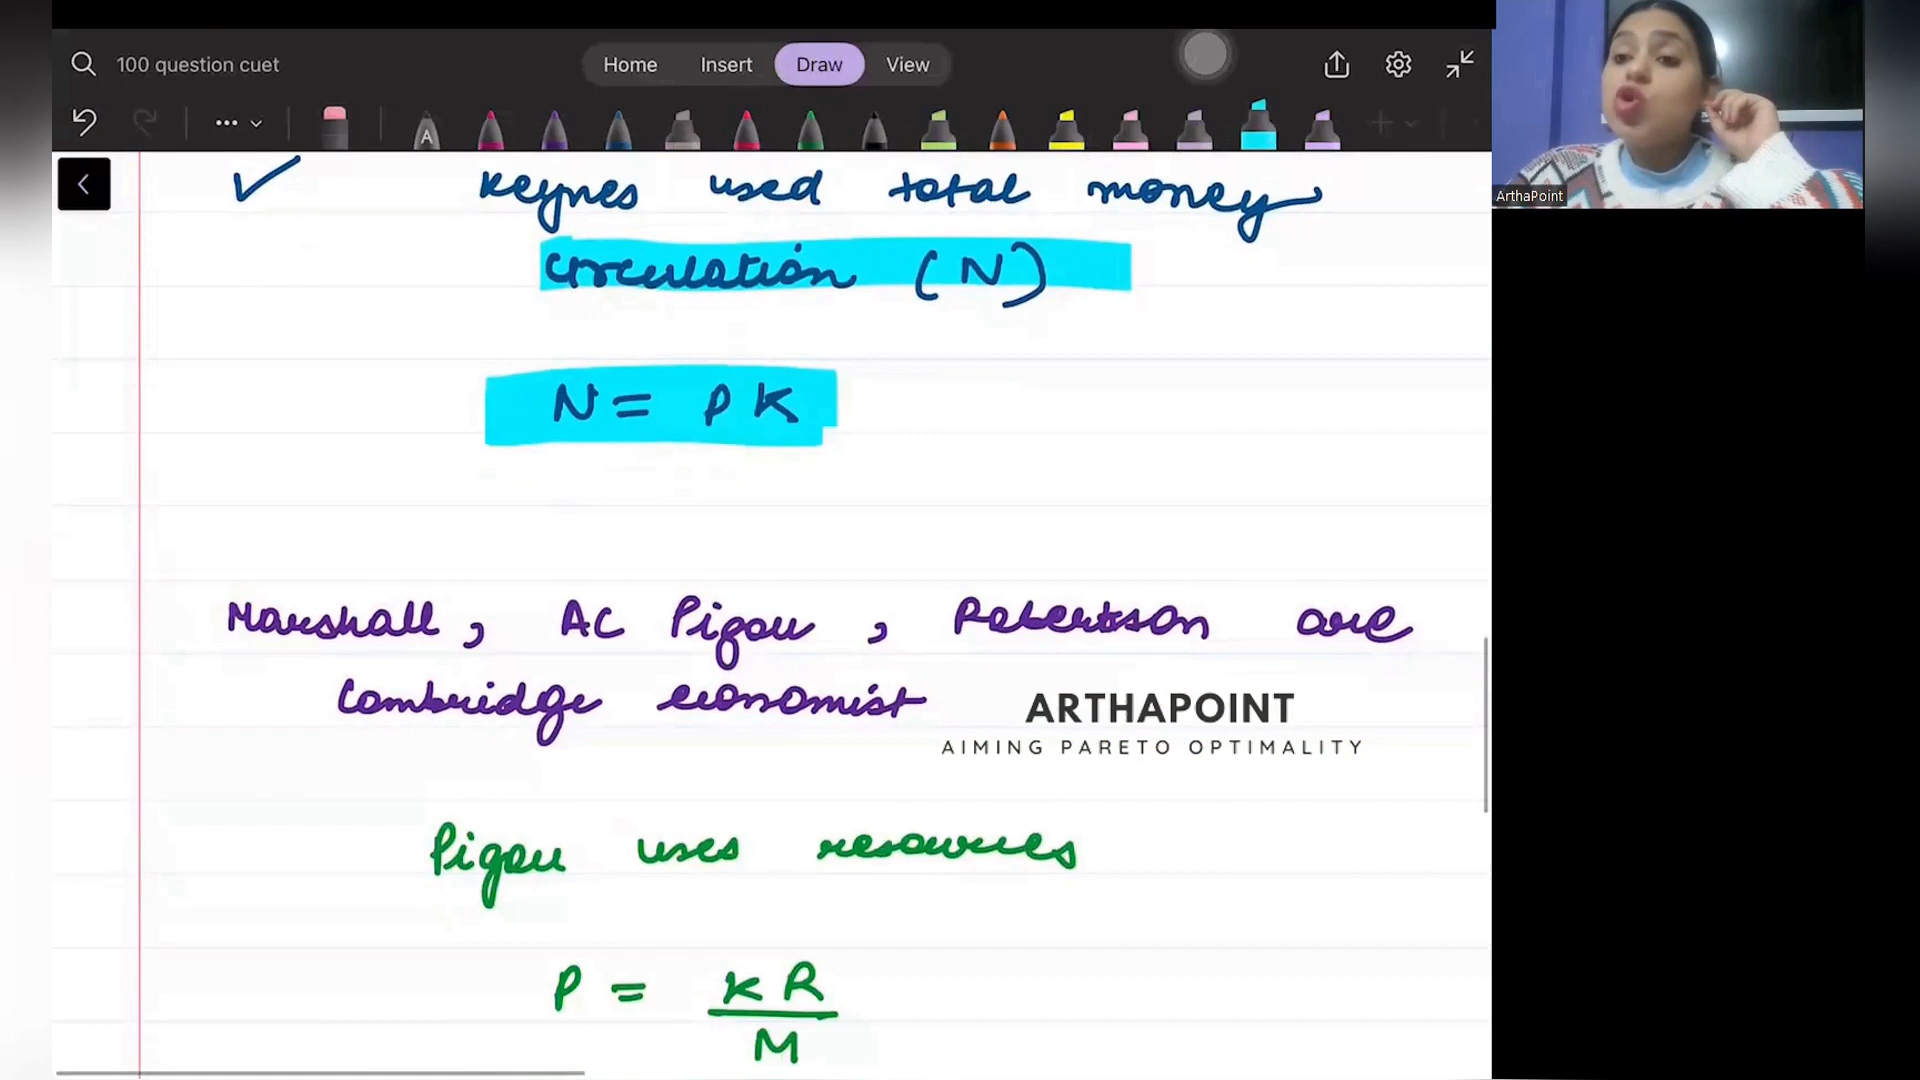 100 question cuet
Home Insert Draw View
A
ArthaPoint
Keynes used total money
circulation (N)
N = PK
Marshall, AC Pigou, Robertson are
Cambridge economist
ARTHAPOINT
AIMING PARETO OPTIMALITY
Pigou uses resources
P = KR
M